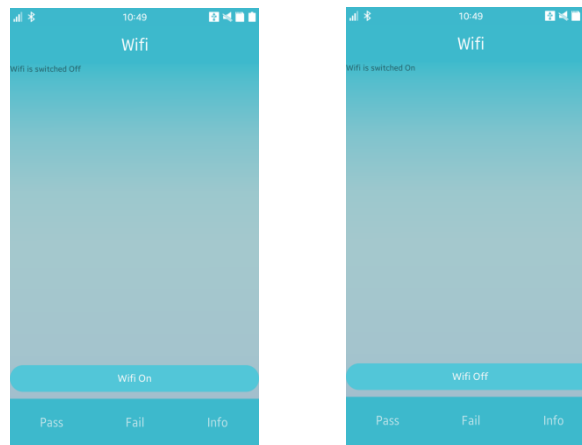 10:49
Wifi
Wifi is switched Off
Wifi On
Pass Fail Info
10:49
Wifi
Wifi is switched On
Wifi Off
Pass Fail Info